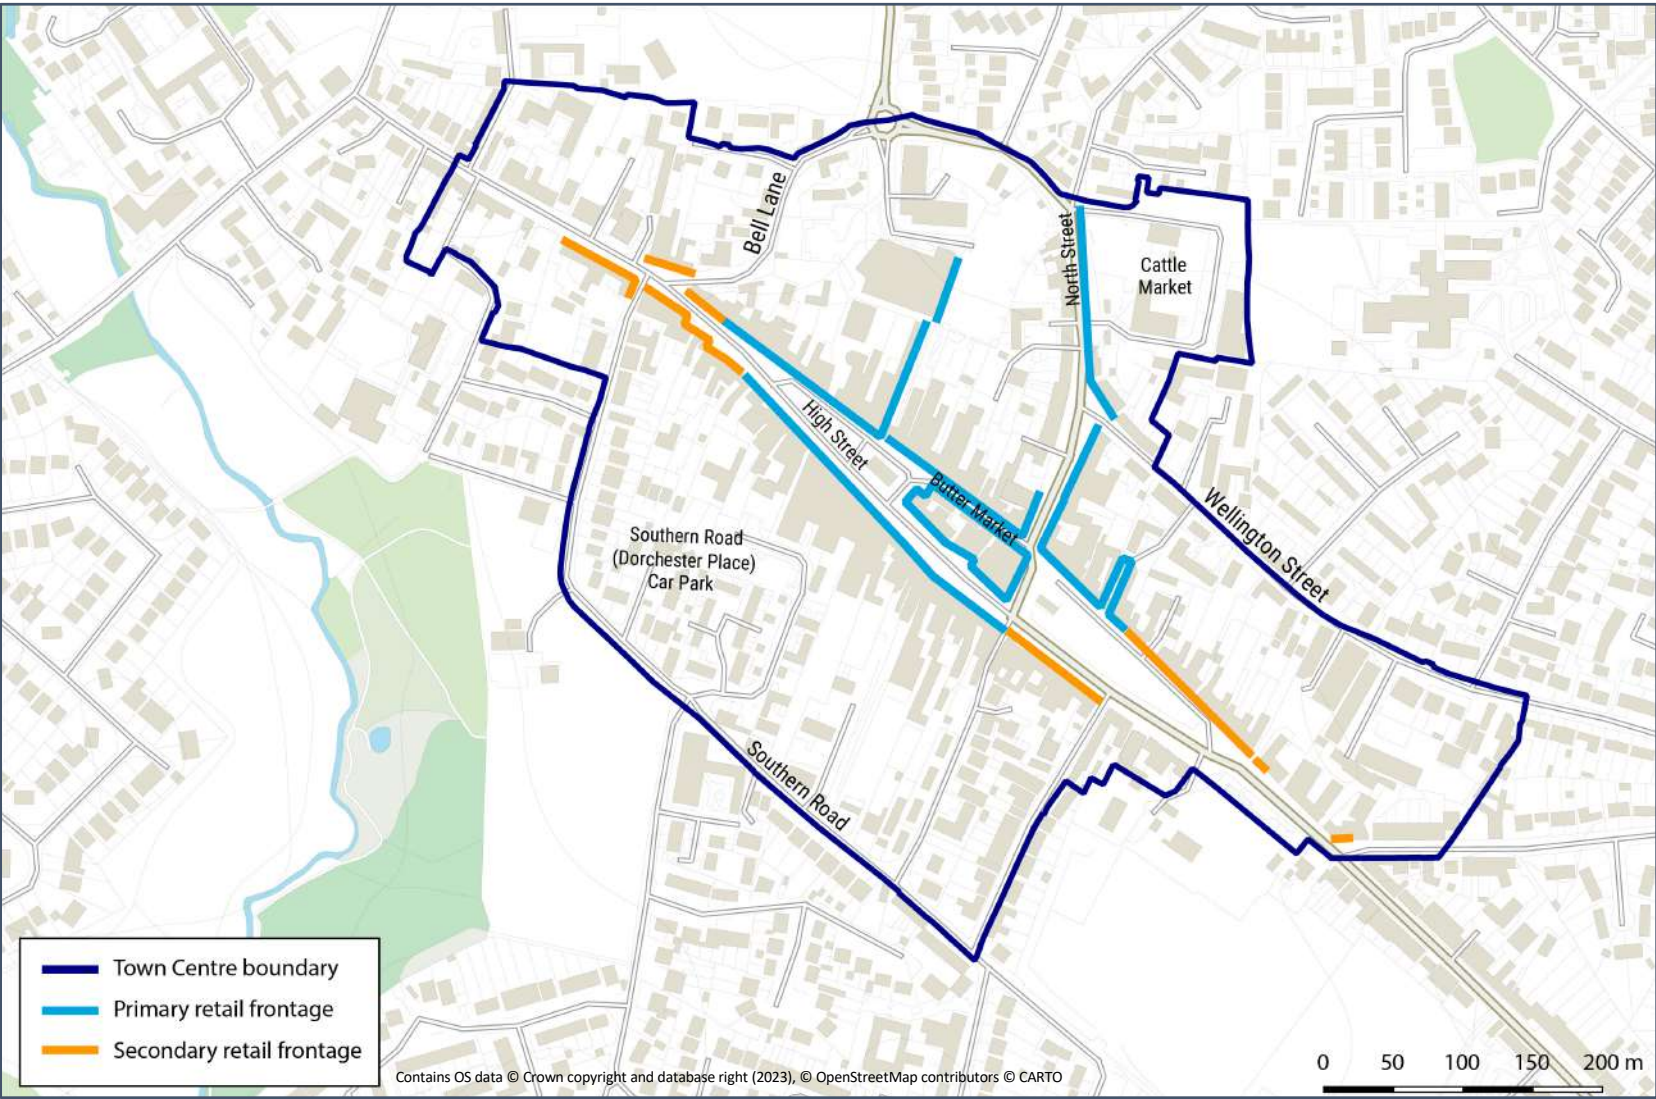 Bell Lane
North Street
Cattle
Market
High Street
Butter Market
Wellington Street
Southern Road
(Dorchester Place)
Car Park
Southern Road
Town Centre boundary
Primary retail frontage
Secondary retail frontage
0 50 100 150 200 m
Contains OS data © Crown copyright and database right (2023), © OpenStreetMap contributors © CARTO